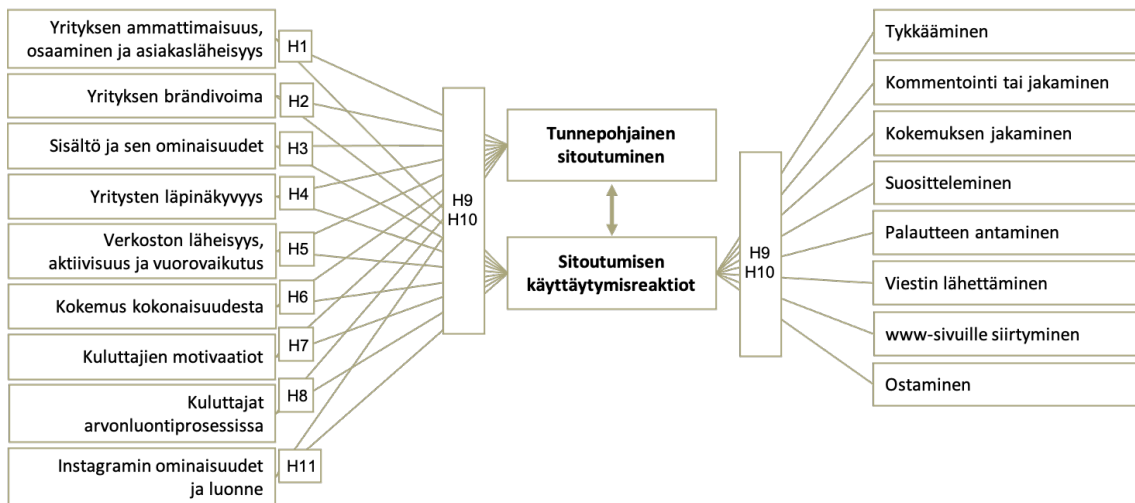 Yrityksen ammattimaisuus,
osaaminen ja asiakasläheisyys
H1
Yrityksen brändivoima
H2
Sisältö ja sen ominaisuudet
H3
Yritysten läpinäkyvyys
H4
Verkoston läheisyys,
aktiivisuus ja vuorovaikutus
H5
Kokemus kokonaisuudesta
H6
Kuluttajien motivaatiot
H7
Kuluttajat
arvonluontiprosessissa
H8
Instagramin ominaisuudet
ja luonne
H11
H9
H10
Tunnepohjainen
sitoutuminen
Sitoutumisen
käyttäytymisreaktiot
H9
H10
Tykkääminen
Kommentointi tai jakaminen
Kokemuksen jakaminen
Suositteleminen
Palautteen antaminen
Viestin lähettäminen
www-sivuille siirtyminen
Ostaminen